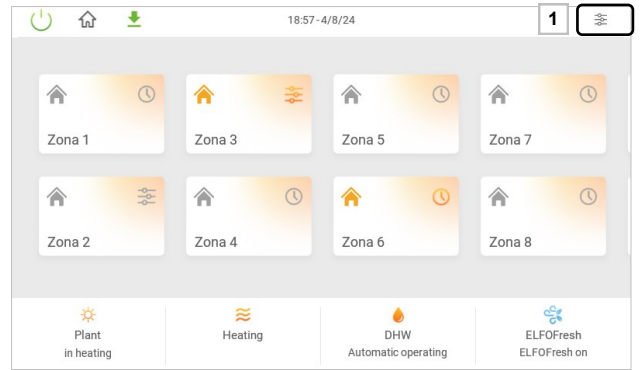 18:57-4/8/24
1
Zona 1
Zona 3
Zona 5
Zona 7
Zona 2
Zona 4
Zona 6
Zona 8
Plant
in heating
Heating
DHW
Automatic operating
ELFOFresh
ELFOFresh on